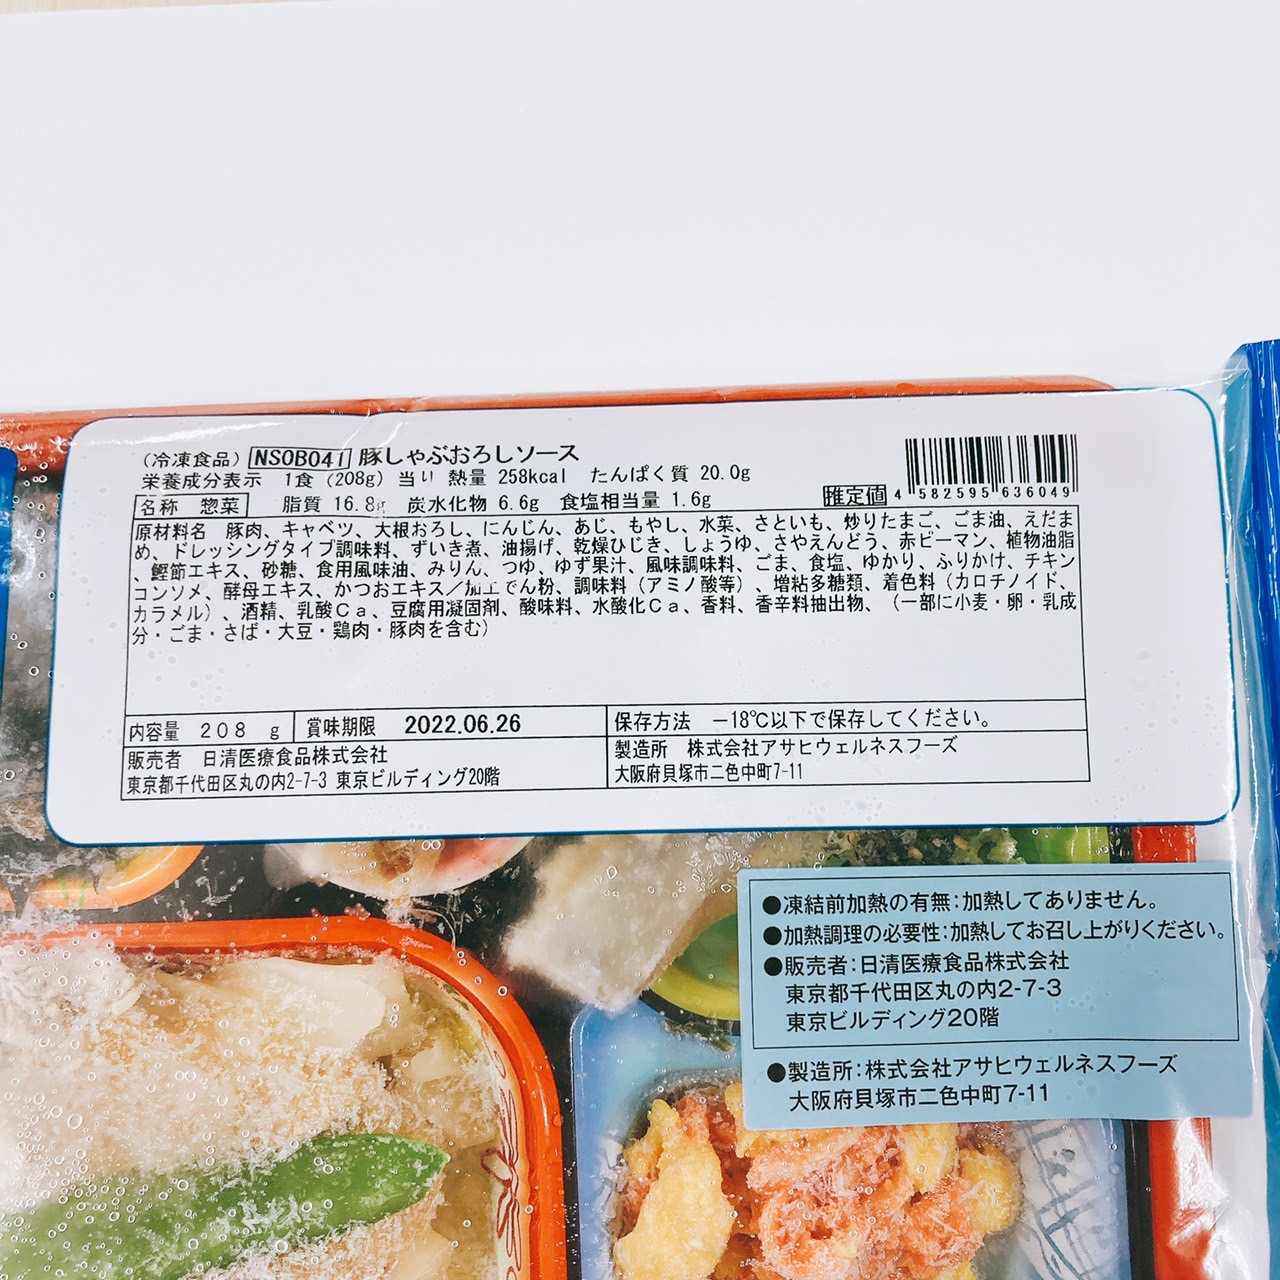 (冷凍食品) NSOB041 豚しゃぶおろしソース
栄養成分表示 1食(208g)当り 熱量 258kcal たんぱく質 20.0g
名称 惣菜 脂質 16.8g 炭水化物 6.6g 食塩相当量 1.6g 推定値 4 582595 636049
原材料名 豚肉、キャベツ、大根おろし、にんじん、あじ、もやし、水菜、さといも、炒りたまご、ごま油、えだま
め、ドレッシングタイプ調味料、ずいき煮、油揚げ、乾燥ひじき、しょうゆ、さやえんどう、赤ピーマン、植物油脂
、鰹節エキス、砂糖、食用風味油、みりん、つゆ、ゆず果汁、風味調味料、ごま、食塩、ゆかり、ふりかけ、チキン
コンソメ、酵母エキス、かつおエキス/加工でん粉、調味料(アミノ酸等)、増粘多糖類、着色料(カロチノイド、
カラメル)、酒精、乳酸Ca、豆腐用凝固剤、酸味料、水酸化Ca、香料、香辛料抽出物、(一部に小麦・卵・乳成
分・ごま・さば・大豆・鶏肉・豚肉を含む)
内容量 208 g 賞味期限 2022.06.26 保存方法 -18℃以下で保存してください。
販売者 日清医療食品株式会社 製造所 株式会社アサヒウェルネスフーズ
東京都千代田区丸の内2-7-3 東京ビルディング20階 大阪府貝塚市二色中町7-11
●凍結前加熱の有無:加熱してありません。
●加熱調理の必要性:加熱してお召し上がりください。
●販売者:日清医療食品株式会社
東京都千代田区丸の内2-7-3
東京ビルディング20階
●製造所:株式会社アサヒウェルネスフーズ
大阪府貝塚市二色中町7-11